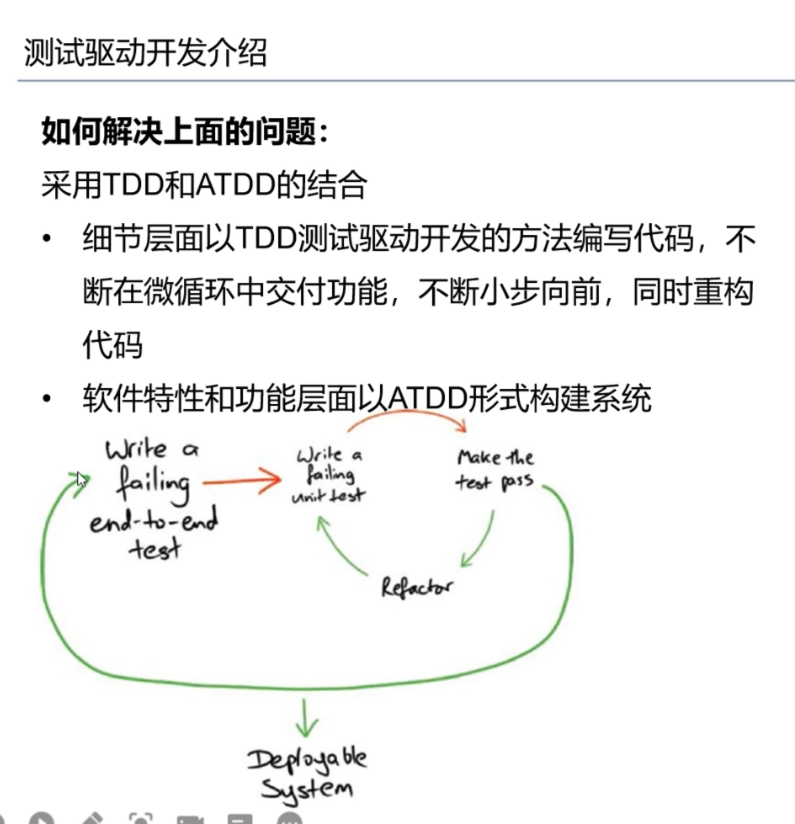 测试驱动开发介绍
如何解决上面的问题：
采用TDD和ATDD的结合
• 细节层面以TDD测试驱动开发的方法编写代码，不
断在微循环中交付功能，不断小步向前，同时重构
代码
• 软件特性和功能层面以ATDD形式构建系统
Write a
failing
end-to-end
test
Write a
failing
unit test
Make the
test pass
Refactor
Deployable
System